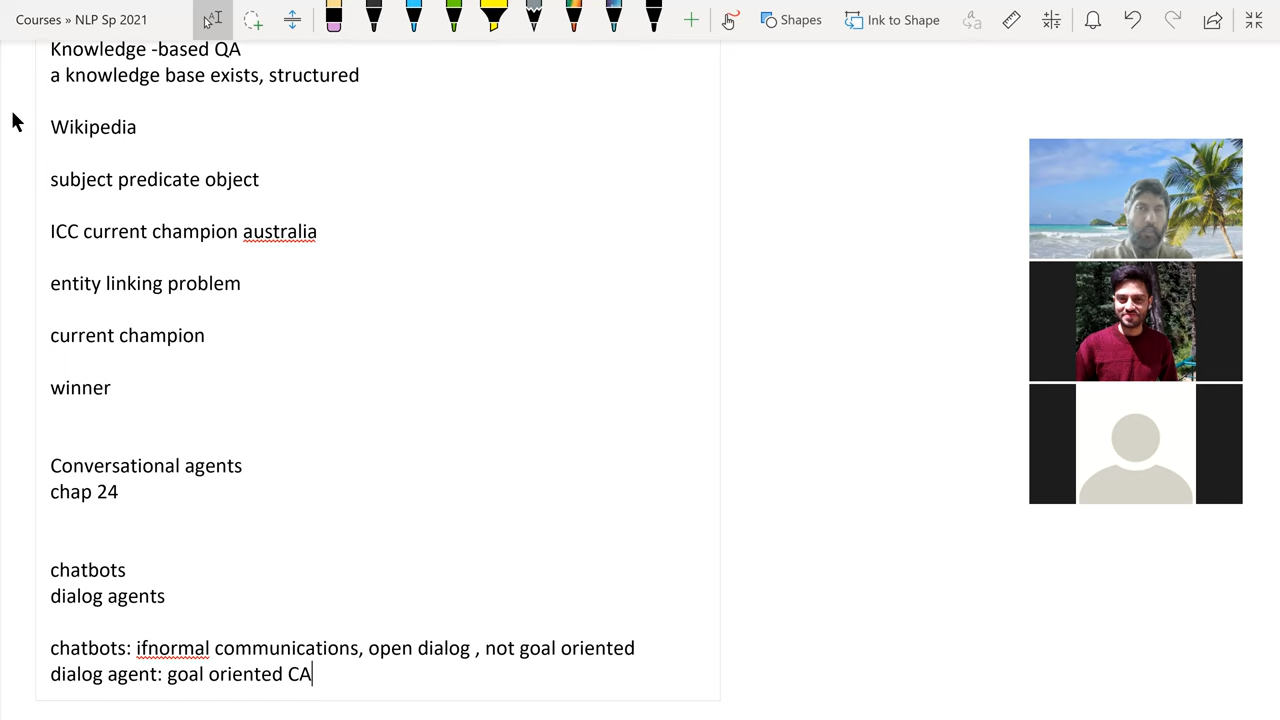 Courses » NLP Sp 2021
Shapes
Ink to Shape
Knowledge -based QA
a knowledge base exists, structured
Wikipedia
subject predicate object
ICC current champion australia
entity linking problem
current champion
winner
Conversational agents
chap 24
chatbots
dialog agents
chatbots: ifnormal communications, open dialog , not goal oriented
dialog agent: goal oriented CA